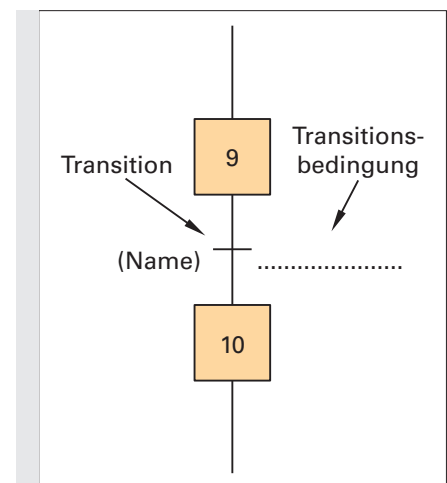 9
Transition
Transitions-
bedingung
(Name) ......................
10